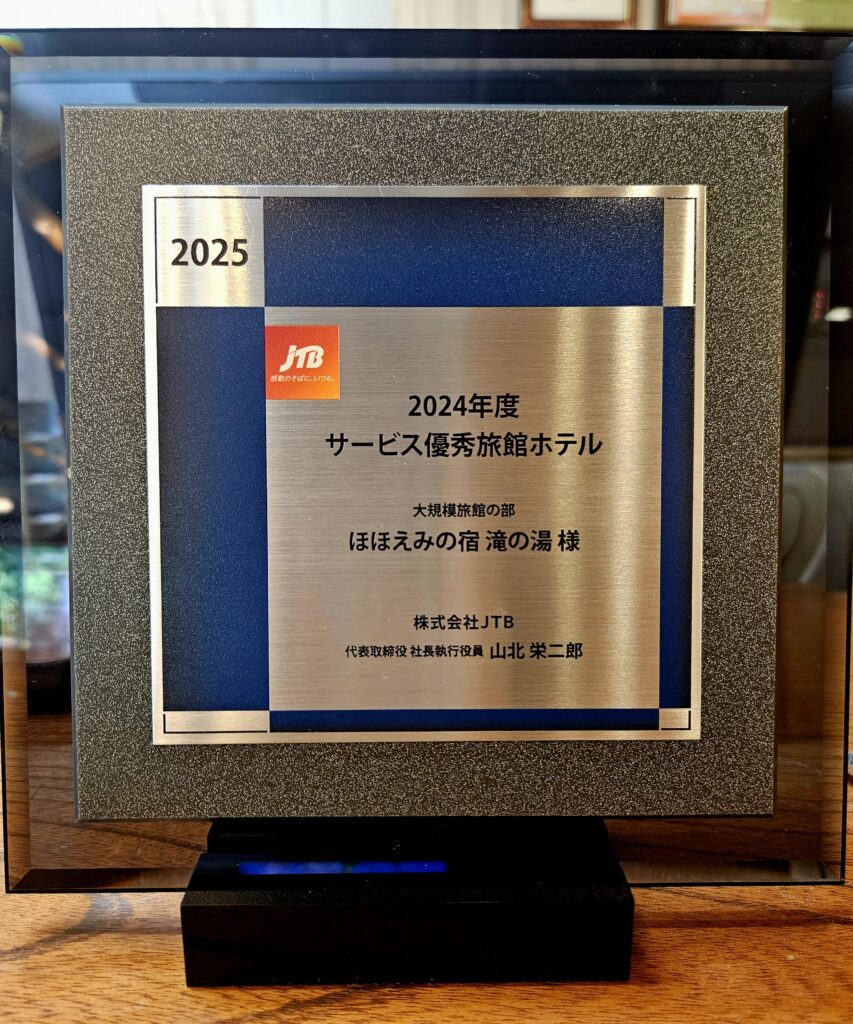 2025
JTB
感動のそばに、いつも。
2024年度
サービス優秀旅館ホテル
大規模旅館の部
ほほえみの宿 滝の湯 様
株式会社JTB
代表取締役 社長執行役員 山北 栄二郎